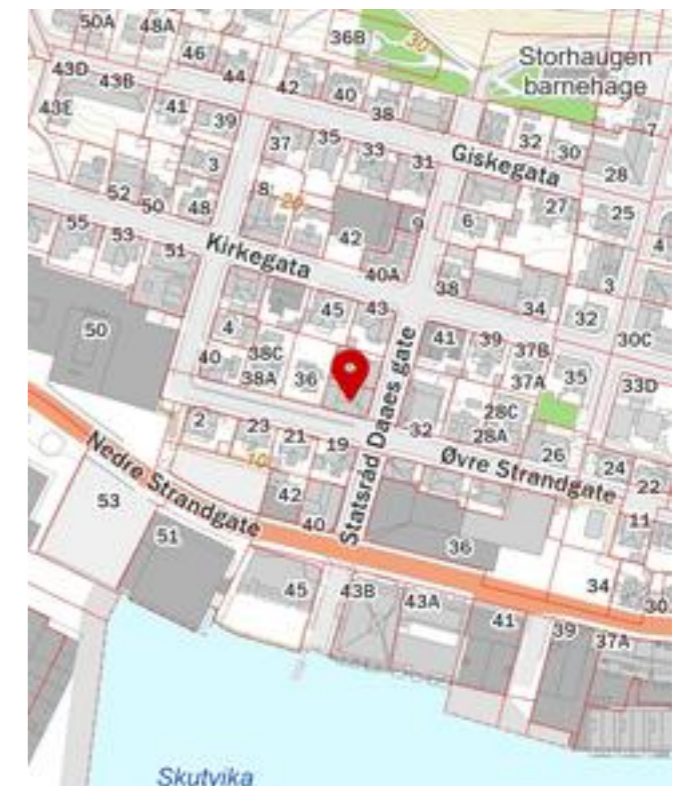 50A
48A
36B
30
Storhaugen
barnehage
46
43D
43B
44
42
40
38
43E
41
39
37
35
33
31
32
30
7
Giskegata
28
3
52
50
48
8
20
42
9
6
27
25
55
53
51
Kirkegata
40A
38
34
3
4
32
50
4
45
43
41
39
37B
30C
40
38C
38A
36
Statsråd Daaes gate
37A
35
33D
28C
2
23
21
19
32
28A
26
24
22
Øvre Strandgate
10
Nedre Strandgate
42
40
11
53
51
36
34
30
45
43B
43A
41
39
37A
Skutvika